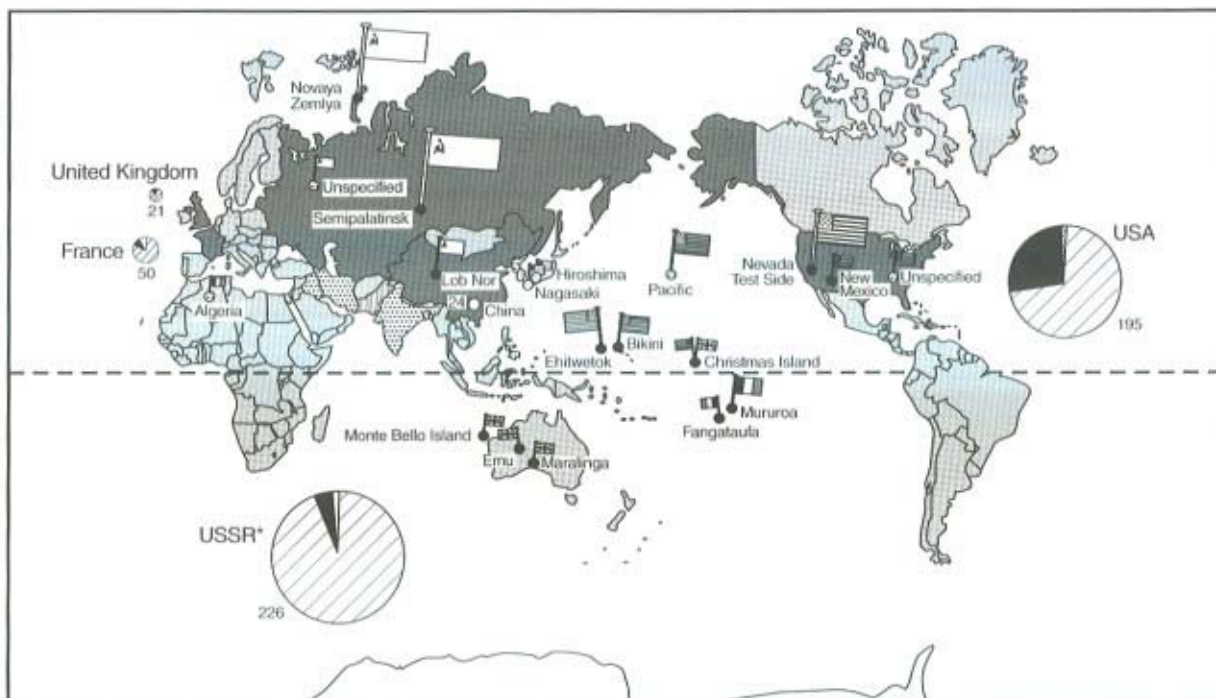 Novaya
Zemlya
United Kingdom
21
Unspecified
Semipalatinsk
France
50
USA
195
Algeria
Lob Nor
24
China
Hiroshima
Nagasaki
Pacific
Nevada
Test Side
New
Mexico
Unspecified
Ehitwetok
Bikini
Christmas Island
Mururoa
Fangataufa
Monte Bello Island
Emu
Maralinga
USSR*
226